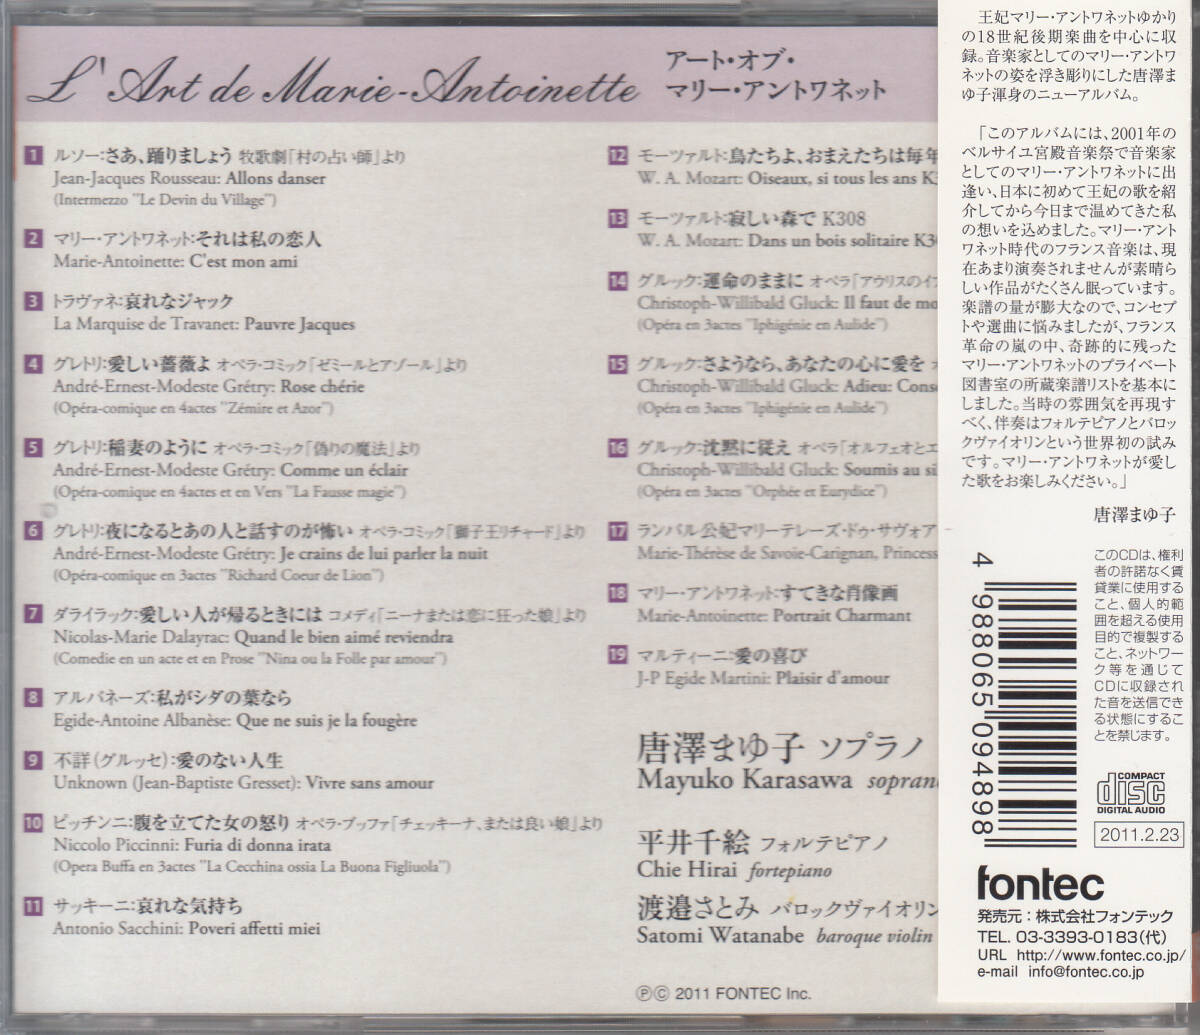 L'Art de Marie-Antoinette
アート・オブ・
マリー・アントワネット
1 ルソー:さあ、踊りましょう 牧歌劇「村の占い師」より
Jean-Jacques Rousseau: Allons danser
(Intermezzo "Le Devin du Village")
2 マリー・アントワネット:それは私の恋人
Marie-Antoinette: C'est mon ami
3 トラヴァネ:哀れなジャック
La Marquise de Travanet: Pauvre Jacques
4 グレトリ:愛しい薔薇よ オペラ・コミック「ゼミールとアゾール」より
André-Ernest-Modeste Grétry: Rose chérie
(Opéra-comique en 4actes "Zémire et Azor")
5 グレトリ:稲妻のように オペラ・コミック「偽りの魔法」より
André-Ernest-Modeste Grétry: Comme un éclair
(Opéra-comique en 4actes et en Vers "La Fausse magie")
6 グレトリ:夜になるとあの人と話すのが怖い オペラ・コミック「獅子王リチャード」より
André-Ernest-Modeste Grétry: Je crains de lui parler la nuit
(Opéra-comique en 3actes "Richard Coeur de Lion")
7 ダライラック:愛しい人が帰るときには コメディ「ニーナまたは恋に狂った娘」より
Nicolas-Marie Dalayrac: Quand le bien aimé reviendra
(Comedie en un acte et en Prose "Nina ou la Folle par amour")
8 アルバネーズ:私がシダの葉なら
Egide-Antoine Albanèse: Que ne suis je la fougère
9 不詳(グルッセ):愛のない人生
Unknown (Jean-Baptiste Gresset): Vivre sans amour
10 ピッチンニ:腹を立てた女の怒り オペラ・ブッファ「チェッキーナ、または良い娘」より
Niccolo Piccinni: Furia di donna irata
(Opera Buffa en 3actes "La Cecchina ossia La Buona Figliuola")
11 サッキーニ:哀れな気持ち
Antonio Sacchini: Poveri affetti miei
12 モーツァルト:鳥たちよ、おまえたちは毎年
W. A. Mozart: Oiseaux, si tous les ans K3
13 モーツァルト:寂しい森で K308
W. A. Mozart: Dans un bois solitaire K30
14 グルック:運命のままに オペラ「アウリスのイフ
Christoph-Willibald Gluck: Il faut de mo
(Opéra en 3actes "Iphigénie en Aulide")
15 グルック:さようなら、あなたの心に愛を
Christoph-Willibald Gluck: Adieu: Conse
(Opéra en 3actes "Iphigénie en Aulide")
16 グルック:沈黙に従え オペラ「オルフェオとエ
Christoph-Willibald Gluck: Soumis au si
(Opéra en 3actes "Orphée et Eurydice")
17 ランバル公妃マリーテレーズ・ドゥ・サヴォア
Marie-Thérèse de Savoie-Carignan, Princess
18 マリー・アントワネット:すてきな肖像画
Marie-Antoinette: Portrait Charmant
19 マルティーニ:愛の喜び
J-P Egide Martini: Plaisir d'amour
唐澤まゆ子 ソプラノ
Mayuko Karasawa soprano
平井千絵 フォルテピアノ
Chie Hirai fortepiano
渡邉さとみ バロックヴァイオリン
Satomi Watanabe baroque violin
ⓅⒸ 2011 FONTEC Inc.
王妃マリー・アントワネットゆかり
の18世紀後期楽曲を中心に収
録。音楽家としてのマリー・アントワ
ネットの姿を浮き彫りにした唐澤ま
ゆ子渾身のニューアルバム。
「このアルバムには、2001年の
ベルサイユ宮殿音楽祭で音楽家
としてのマリー・アントワネットに出
逢い、日本に初めて王妃の歌を紹
介してから今日まで温めてきた私
の想いを込めました。マリー・アント
ワネット時代のフランス音楽は、現
在あまり演奏されませんが素晴ら
しい作品がたくさん眠っています。
楽譜の量が膨大なので、コンセプ
トや選曲に悩みましたが、フランス
革命の嵐の中、奇跡的に残った
マリー・アントワネットのプライベート
図書室の所蔵楽譜リストを基本に
しました。当時の雰囲気を再現す
べく、伴奏はフォルテピアノとバロッ
クヴァイオリンという世界初の試み
です。マリー・アントワネットが愛し
た歌をお楽しみください。」
唐澤まゆ子
4 988065 094898
このCDは、権利
者の許諾なく賃
貸業に使用する
こと、個人的範
囲を超える使用
目的で複製する
こと、ネットワー
ク等を通じて
CDに収録され
た音を送信でき
る状態にするこ
とを禁じます。
COMPACT
disc
DIGITAL AUDIO
2011.2.23
fontec
発売元:株式会社フォンテック
TEL. 03-3393-0183(代)
URL http://www.fontec.co.jp/
e-mail info@fontec.co.jp